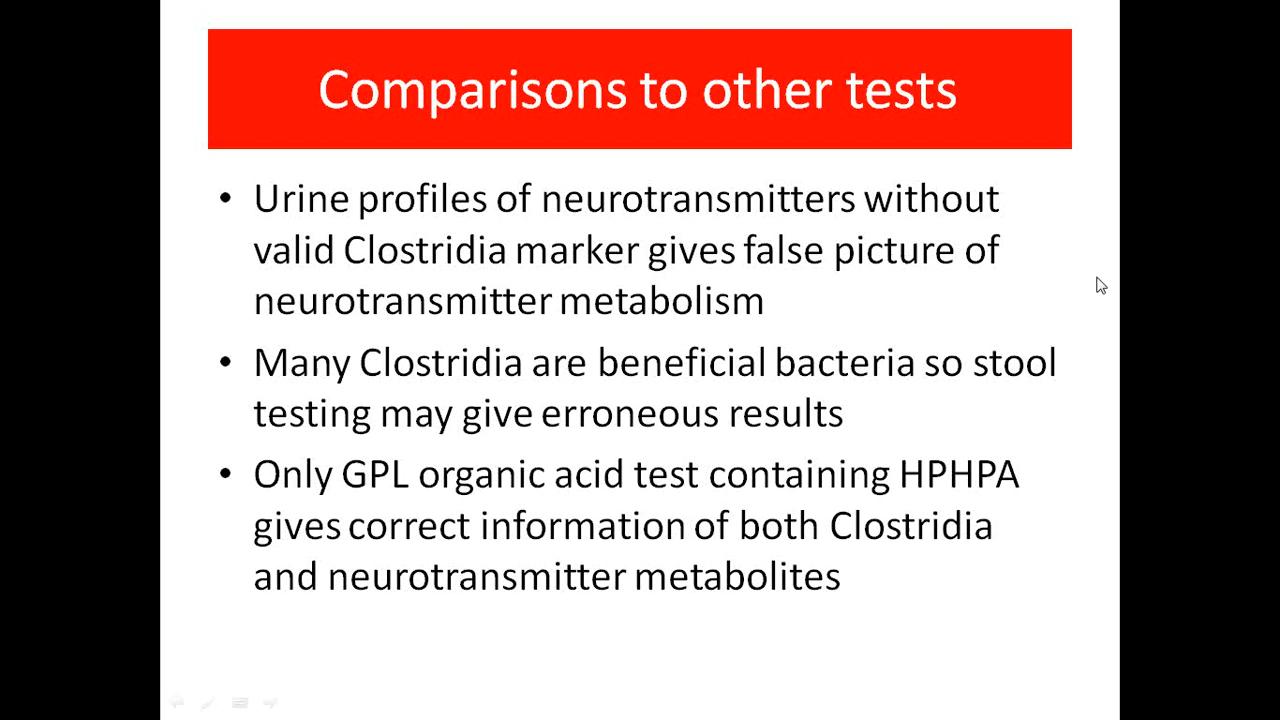 Comparisons to other tests
• Urine profiles of neurotransmitters without
valid Clostridia marker gives false picture of
neurotransmitter metabolism
• Many Clostridia are beneficial bacteria so stool
testing may give erroneous results
• Only GPL organic acid test containing HPHPA
gives correct information of both Clostridia
and neurotransmitter metabolites